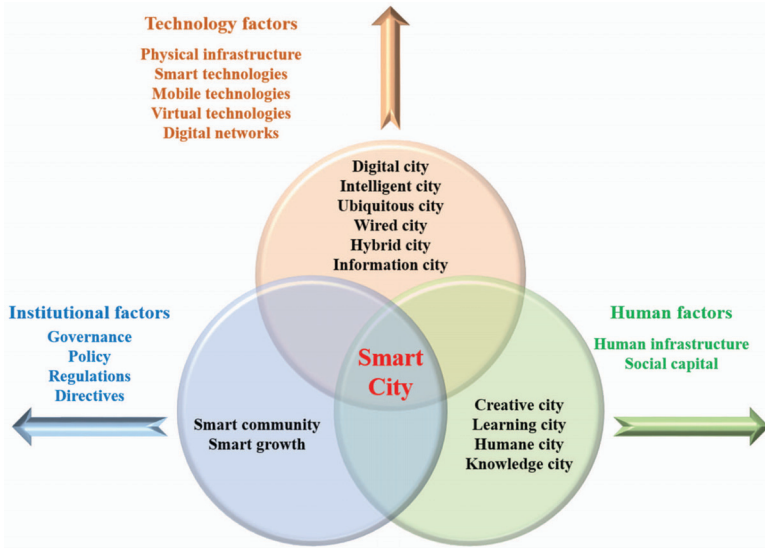 Technology factors
Physical infrastructure
Smart technologies
Mobile technologies
Virtual technologies
Digital networks
Digital city
Intelligent city
Ubiquitous city
Wired city
Hybrid city
Information city
Institutional factors
Governance
Policy
Regulations
Directives
Human factors
Human infrastructure
Social capital
Smart
City
Smart community
Smart growth
Creative city
Learning city
Humane city
Knowledge city